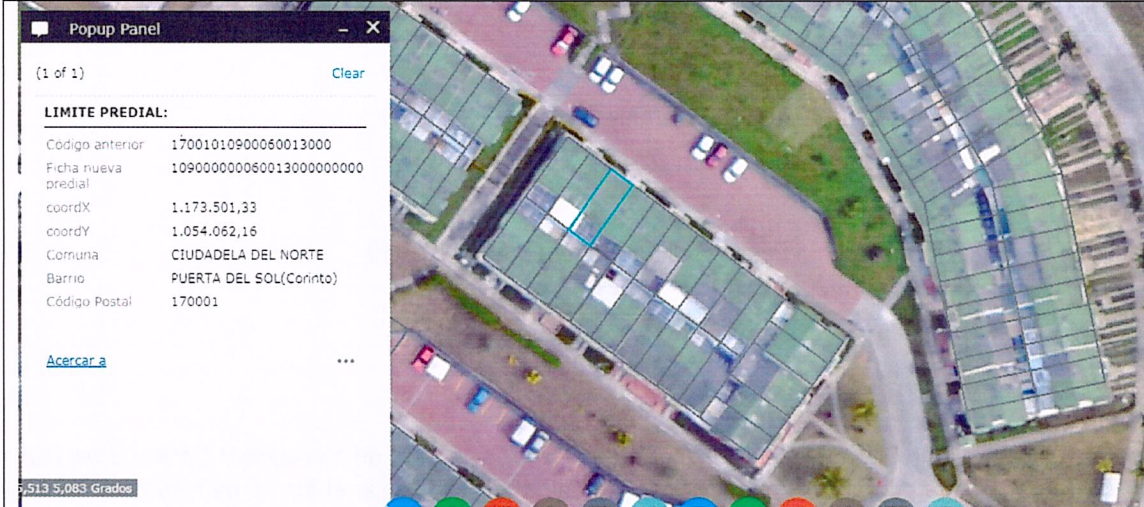 Popup Panel
(1 of 1) Clear
LIMITE PREDIAL:
Código anterior 17001010900060013000
Ficha nueva predial 109000000060013000000000
coordX 1.173.501,33
coordY 1.054.062,16
Comuna CIUDADELA DEL NORTE
Barrio PUERTA DEL SOL(Corinto)
Código Postal 170001
Acercar a
5,513 5,083 Grados